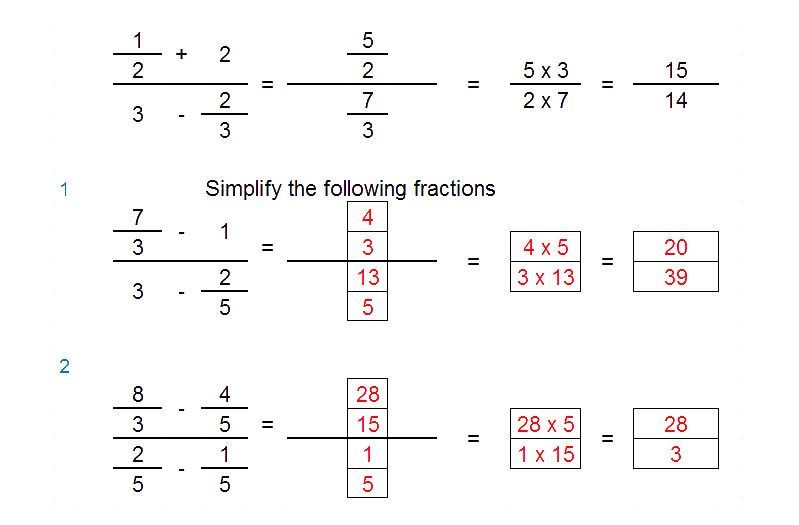 1 5
+ 2
2 2 5 x 3 15
= = =
2 7 2 x 7 14
3 -
3 3
1 Simplify the following fractions
7 4
- 1
3 3 4 x 5 20
= = =
2 13 3 x 13 39
3 -
5 5
2
8 4 28
-
3 5 15 28 x 5 28
= = =
2 1 1 1 x 15 3
-
5 5 5